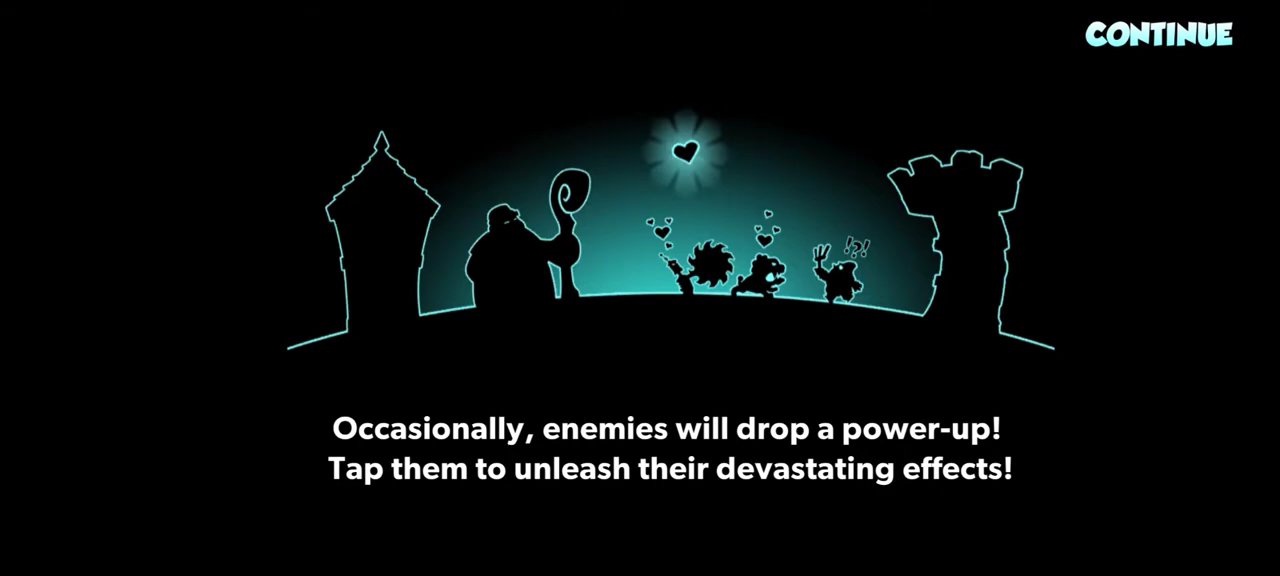 CONTINUE
!?!
Occasionally, enemies will drop a power-up!
Tap them to unleash their devastating effects!